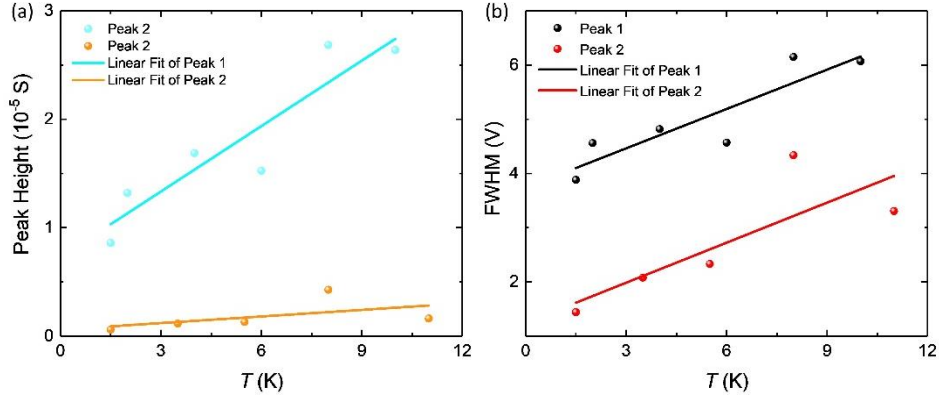 (a)
Peak 2
Peak 2
Linear Fit of Peak 1
Linear Fit of Peak 2
Peak Height (10⁻⁵ S)
3
2
1
0
0 3 6 9 12
T (K)
(b)
Peak 1
Peak 2
Linear Fit of Peak 1
Linear Fit of Peak 2
FWHM (V)
6
4
2
0 3 6 9 12
T (K)